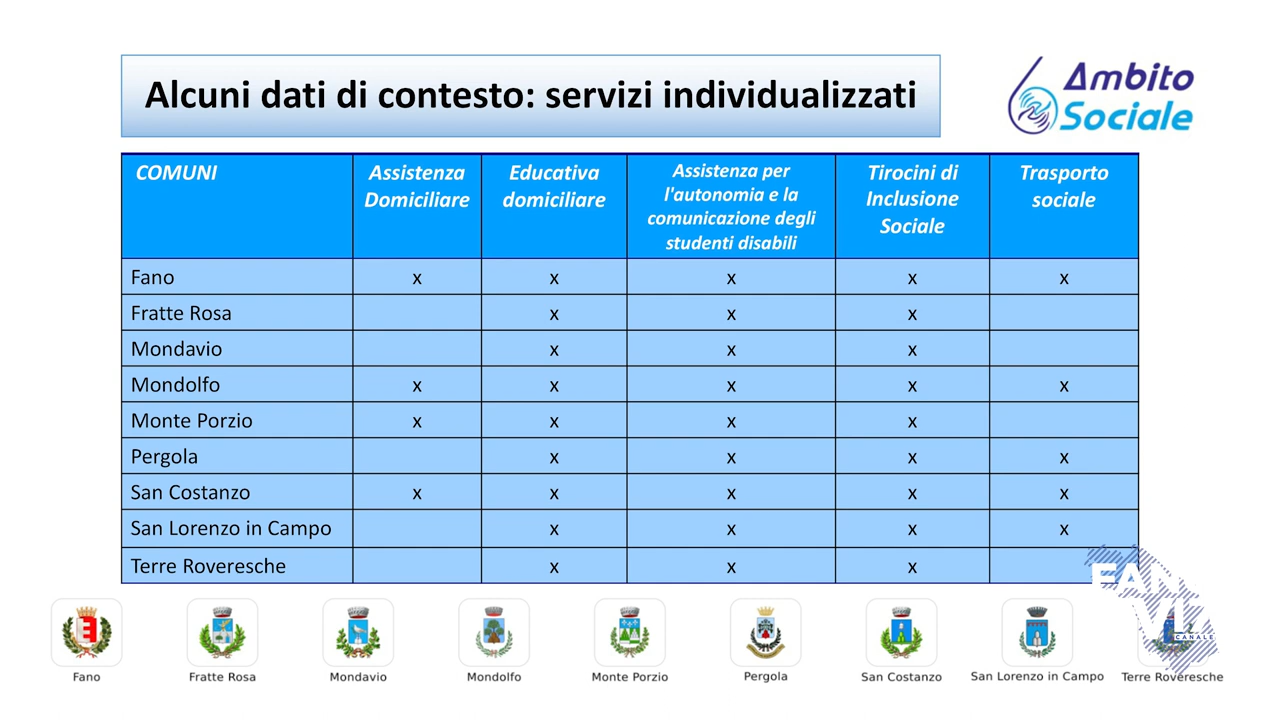 Alcuni dati di contesto: servizi individualizzati
Ambito
Sociale
COMUNI
Assistenza
Domiciliare
Educativa
domiciliare
Assistenza per
l'autonomia e la
comunicazione degli
studenti disabili
Tirocini di
Inclusione
Sociale
Trasporto
sociale
Fano x x x x x
Fratte Rosa x x x
Mondavio x x x
Mondolfo x x x x x
Monte Porzio x x x x
Pergola x x x x
San Costanzo x x x x x
San Lorenzo in Campo x x x x
Terre Roveresche x x x
Fano Fratte Rosa Mondavio Mondolfo Monte Porzio Pergola San Costanzo San Lorenzo in Campo Terre Roveresche
CANALE